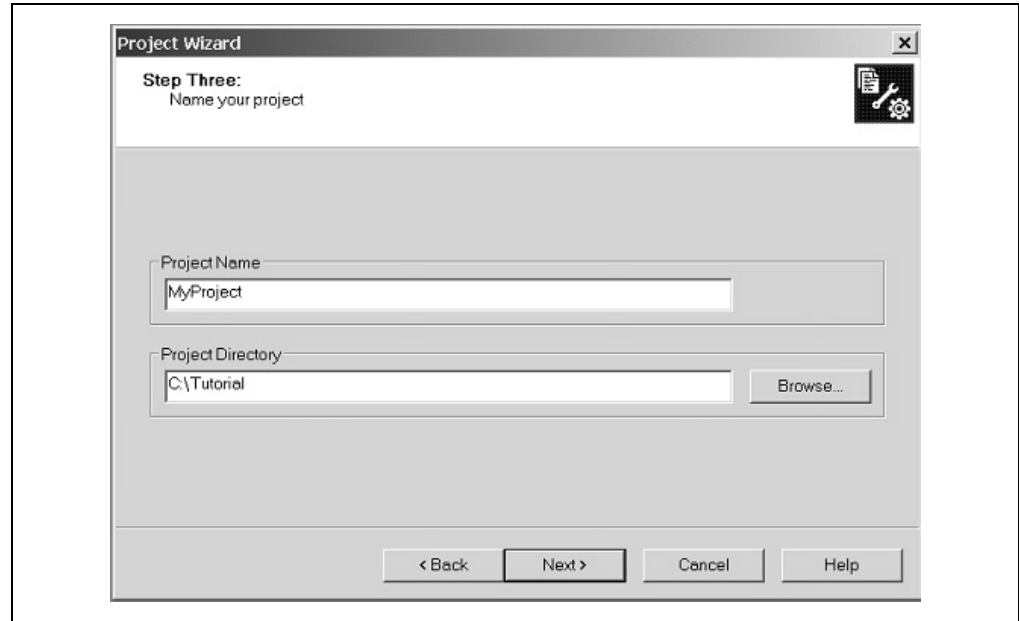 Project Wizard
Step Three:
Name your project
Project Name
MyProject
Project Directory
C:\Tutorial
Browse...
< Back
Next >
Cancel
Help